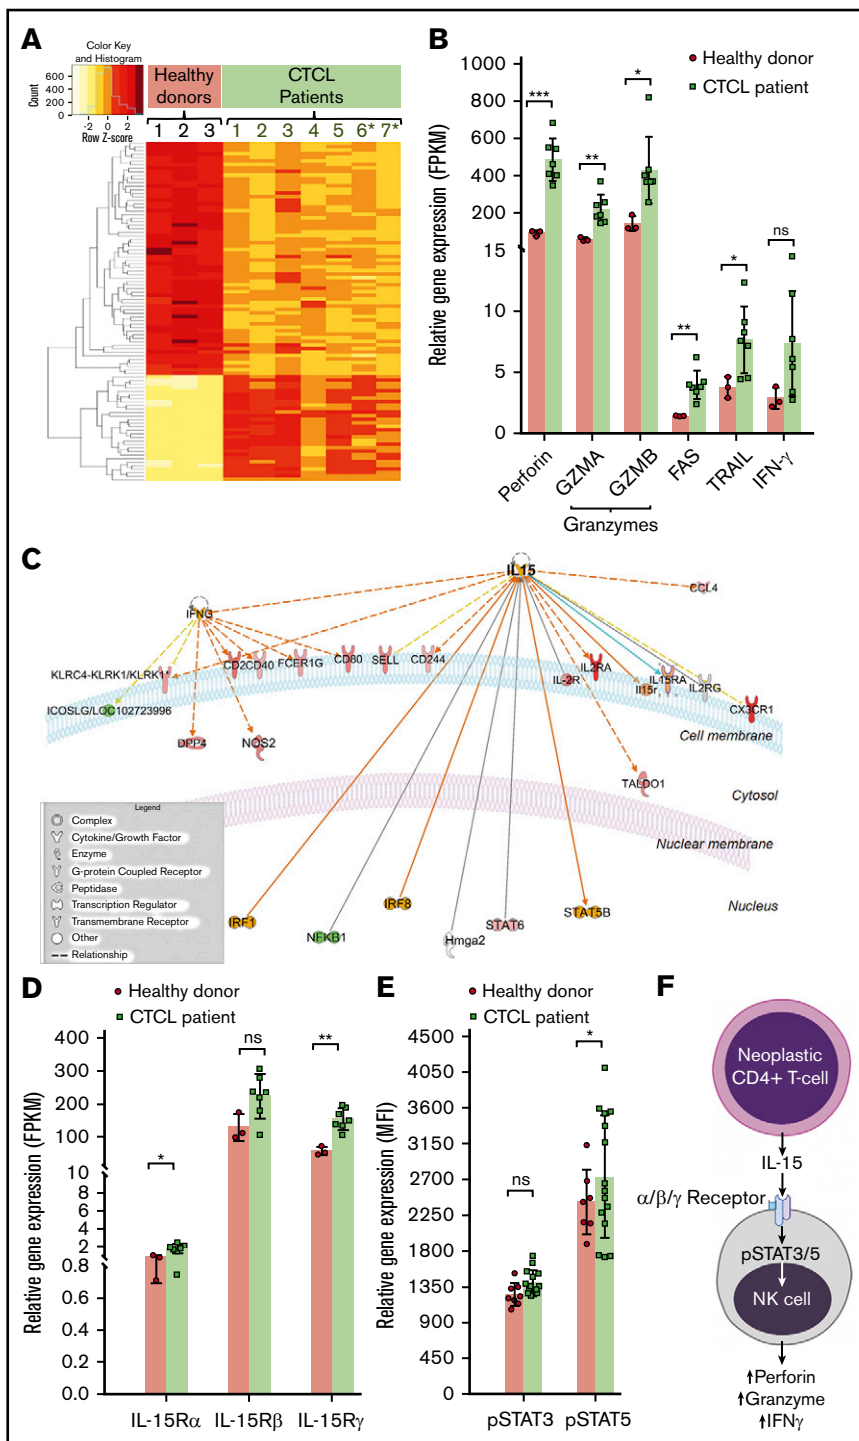 A
Color Key
and Histogram
Count
600
400
200
0
-2 0 2
Row Z-score
Healthy
donors
CTCL
Patients
1 2 3 1 2 3 4 5 6* 7*
B
Healthy donor
CTCL patient
Relative gene expression (FPKM)
1000
800
600
400
200
15
10
5
0
***
**
*
**
*
ns
Perforin
GZMA
GZMB
FAS
TRAIL
IFN-γ
Granzymes
C
IL15
CCL4
IFNG
KLRC4-KLRK1/KLRK1*
CD2
CD40
FCER1G
CD80
SELL
CD244
IL-2R
IL2RA
Il15r
IL15RA
IL2RG
CX3CR1
ICOSLG/LOC102723996
Cell membrane
DPP4
NOS2
TALDO1
Cytosol
Nuclear membrane
Nucleus
IRF1
NFKB1
IRF8
Hmga2
STAT6
STAT5B
Legend
Complex
Cytokine/Growth Factor
Enzyme
G-protein Coupled Receptor
Peptidase
Transcription Regulator
Transmembrane Receptor
Other
Relationship
D
Healthy donor
CTCL patient
Relative gene expression (FPKM)
400
300
200
100
10
8
6
4
2
0.8
0.6
0.4
0.2
0.0
*
ns
**
IL-15Rα
IL-15Rβ
IL-15Rγ
E
Healthy donor
CTCL patient
Relative gene expression (MFI)
4500
4050
3600
3150
2700
2250
1800
1350
900
450
0
ns
*
pSTAT3
pSTAT5
F
Neoplastic
CD4+ T-cell
IL-15
α/β/γ Receptor
pSTAT3/5
NK cell
↑Perforin
↑Granzyme
↑IFNγ